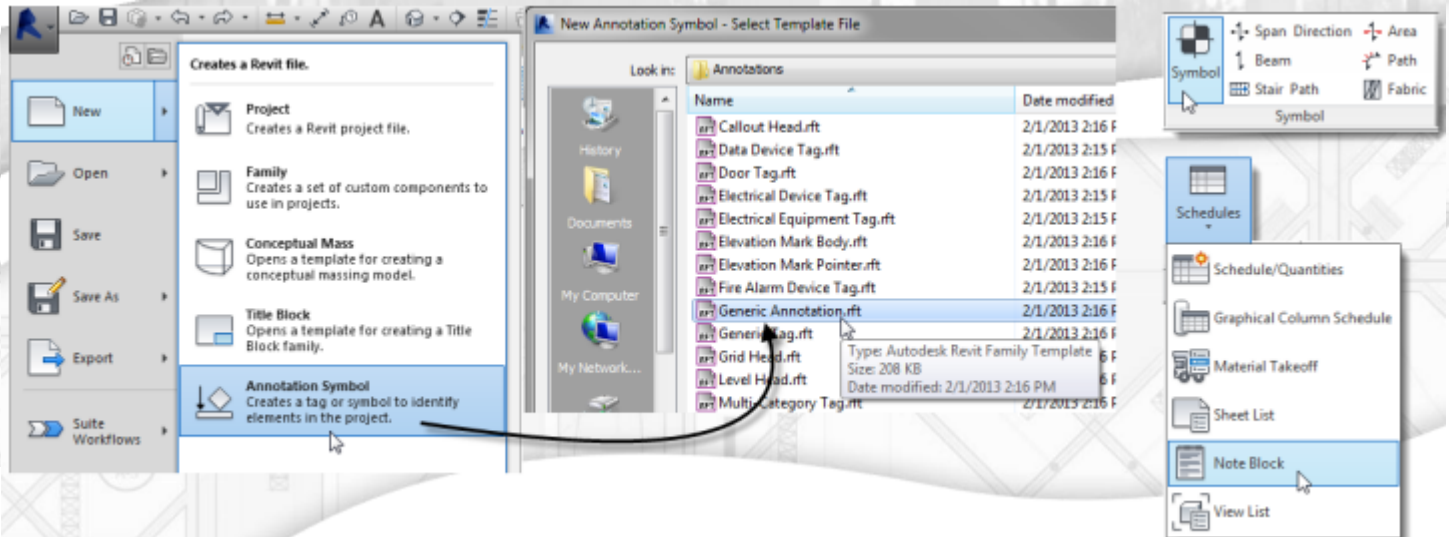 Creates a Revit file.
New
Project
Creates a Revit project file.
Open
Family
Creates a set of custom components to
use in projects.
Save
Conceptual Mass
Opens a template for creating a
conceptual massing model.
Save As
Title Block
Opens a template for creating a Title
Block family.
Export
Annotation Symbol
Creates a tag or symbol to identify
elements in the project.
Suite
Workflows
New Annotation Symbol - Select Template File
Look in:
Annotations
Name
Date modified
Callout Head.rft
2/1/2013 2:16 P
Data Device Tag.rft
2/1/2013 2:15 P
Door Tag.rft
2/1/2013 2:16 P
Electrical Device Tag.rft
2/1/2013 2:15 P
Electrical Equipment Tag.rft
2/1/2013 2:15 P
Elevation Mark Body.rft
2/1/2013 2:16 P
Elevation Mark Pointer.rft
2/1/2013 2:16 P
Fire Alarm Device Tag.rft
2/1/2013 2:15 P
Generic Annotation.rft
2/1/2013 2:16 P
Generic Tag.rft
Grid Head.rft
Level Head.rft
Multi-Category Tag.rft
2/1/2013 2:16 P
History
Documents
My Computer
My Network...
Type: Autodesk Revit Family Template
Size: 208 KB
Date modified: 2/1/2013 2:16 PM
Symbol
Span Direction
Area
Beam
Path
Stair Path
Fabric
Symbol
Schedules
Schedule/Quantities
Graphical Column Schedule
Material Takeoff
Sheet List
Note Block
View List